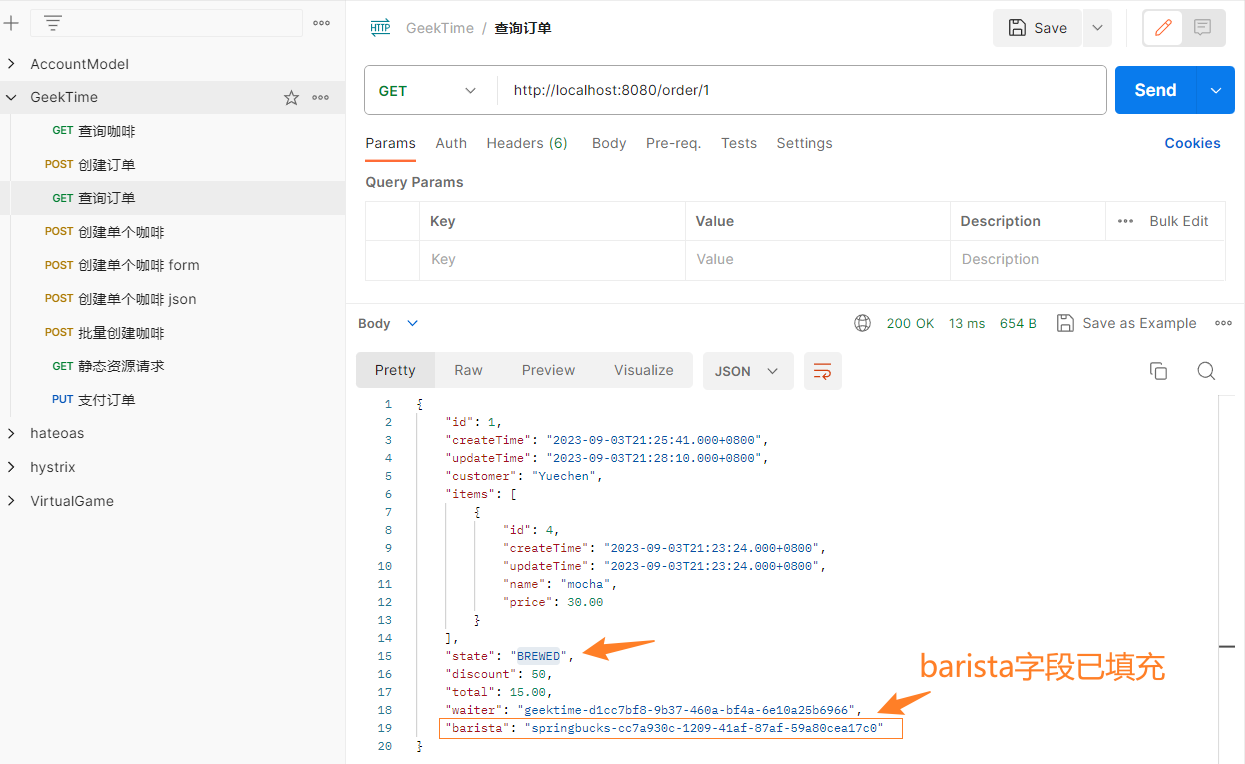 GeekTime / 查询订单
Save
AccountModel
GeekTime
GET 查询咖啡
POST 创建订单
GET 查询订单
POST 创建单个咖啡
POST 创建单个咖啡 form
POST 创建单个咖啡 json
POST 批量创建咖啡
GET 静态资源请求
PUT 支付订单
hateoas
hystrix
VirtualGame
GET http://localhost:8080/order/1
Send
Params Auth Headers (6) Body Pre-req. Tests Settings Cookies
Query Params
Key Value Description Bulk Edit
Key Value Description
Body 200 OK 13 ms 654 B Save as Example
Pretty Raw Preview Visualize JSON
1 {
2 "id": 1,
3 "createTime": "2023-09-03T21:25:41.000+0800",
4 "updateTime": "2023-09-03T21:28:10.000+0800",
5 "customer": "Yuechen",
6 "items": [
7 {
8 "id": 4,
9 "createTime": "2023-09-03T21:23:24.000+0800",
10 "updateTime": "2023-09-03T21:23:24.000+0800",
11 "name": "mocha",
12 "price": 30.00
13 }
14 ],
15 "state": "BREWED",
16 "discount": 50,
17 "total": 15.00,
18 "waiter": "geektime-d1cc7bf8-9b37-460a-bf4a-6e10a25b6966",
19 "barista": "springbucks-cc7a930c-1209-41af-87af-59a80cea17c0"
20 }
barista字段已填充